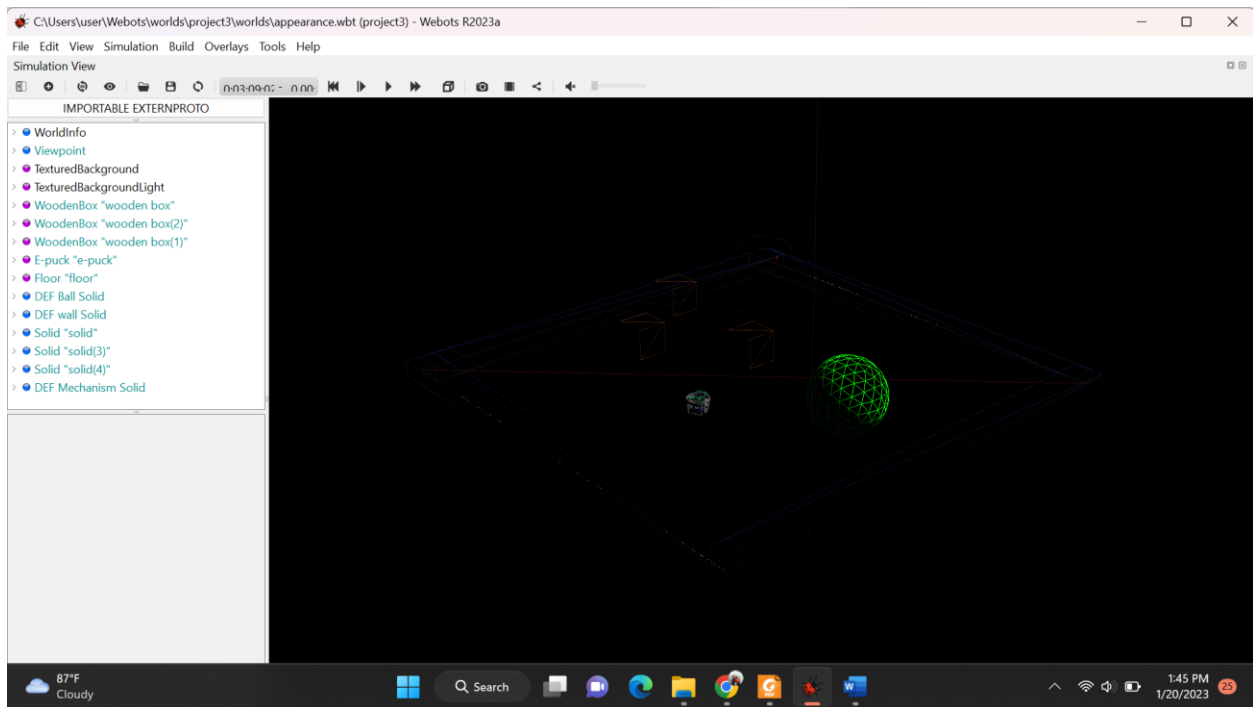 C:\Users\user\Webots\worlds\project3\worlds\appearance.wbt (project3) - Webots R2023a
File Edit View Simulation Build Overlays Tools Help
Simulation View
IMPORTABLE EXTERNPROTO
WorldInfo
Viewpoint
TexturedBackground
TexturedBackgroundLight
WoodenBox "wooden box"
WoodenBox "wooden box(2)"
WoodenBox "wooden box(1)"
E-puck "e-puck"
Floor "floor"
DEF Ball Solid
DEF wall Solid
Solid "solid"
Solid "solid(3)"
Solid "solid(4)"
DEF Mechanism Solid
87°F
Cloudy
Search
1:45 PM
1/20/2023
25